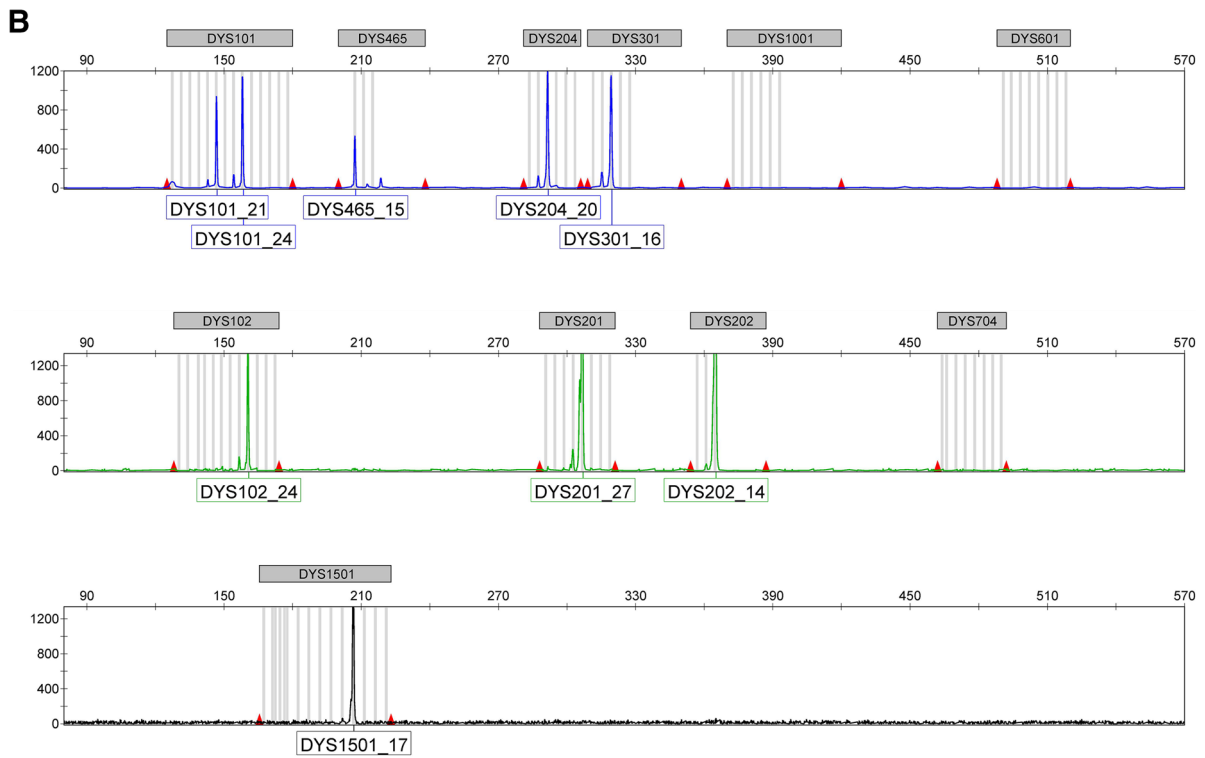 B
DYS101 DYS465 DYS204 DYS301 DYS1001 DYS601
90 150 210 270 330 390 450 510 570
1200
800
400
0
DYS101_21 DYS465_15 DYS204_20
DYS101_24 DYS301_16
DYS102 DYS201 DYS202 DYS704
90 150 210 270 330 390 450 510 570
1200
800
400
0
DYS102_24 DYS201_27 DYS202_14
DYS1501
90 150 210 270 330 390 450 510 570
1200
800
400
0
DYS1501_17